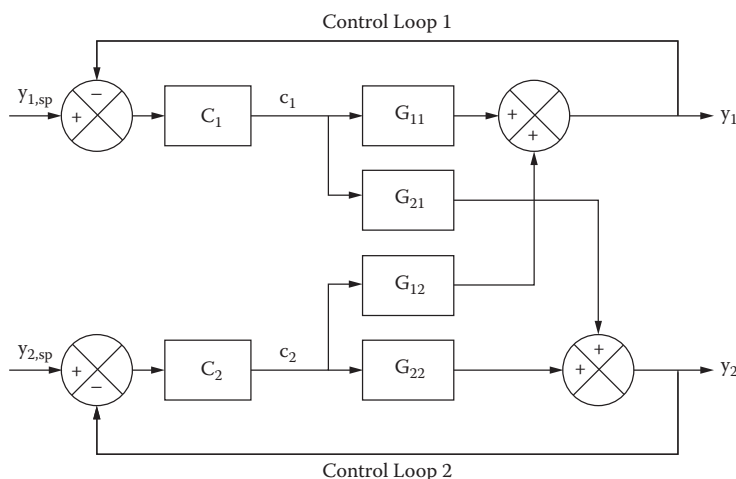 Control Loop 1
y1,sp
−
+
C1
c1
G11
+
+
y1
G21
G12
y2,sp
+
−
C2
c2
G22
+
+
y2
Control Loop 2